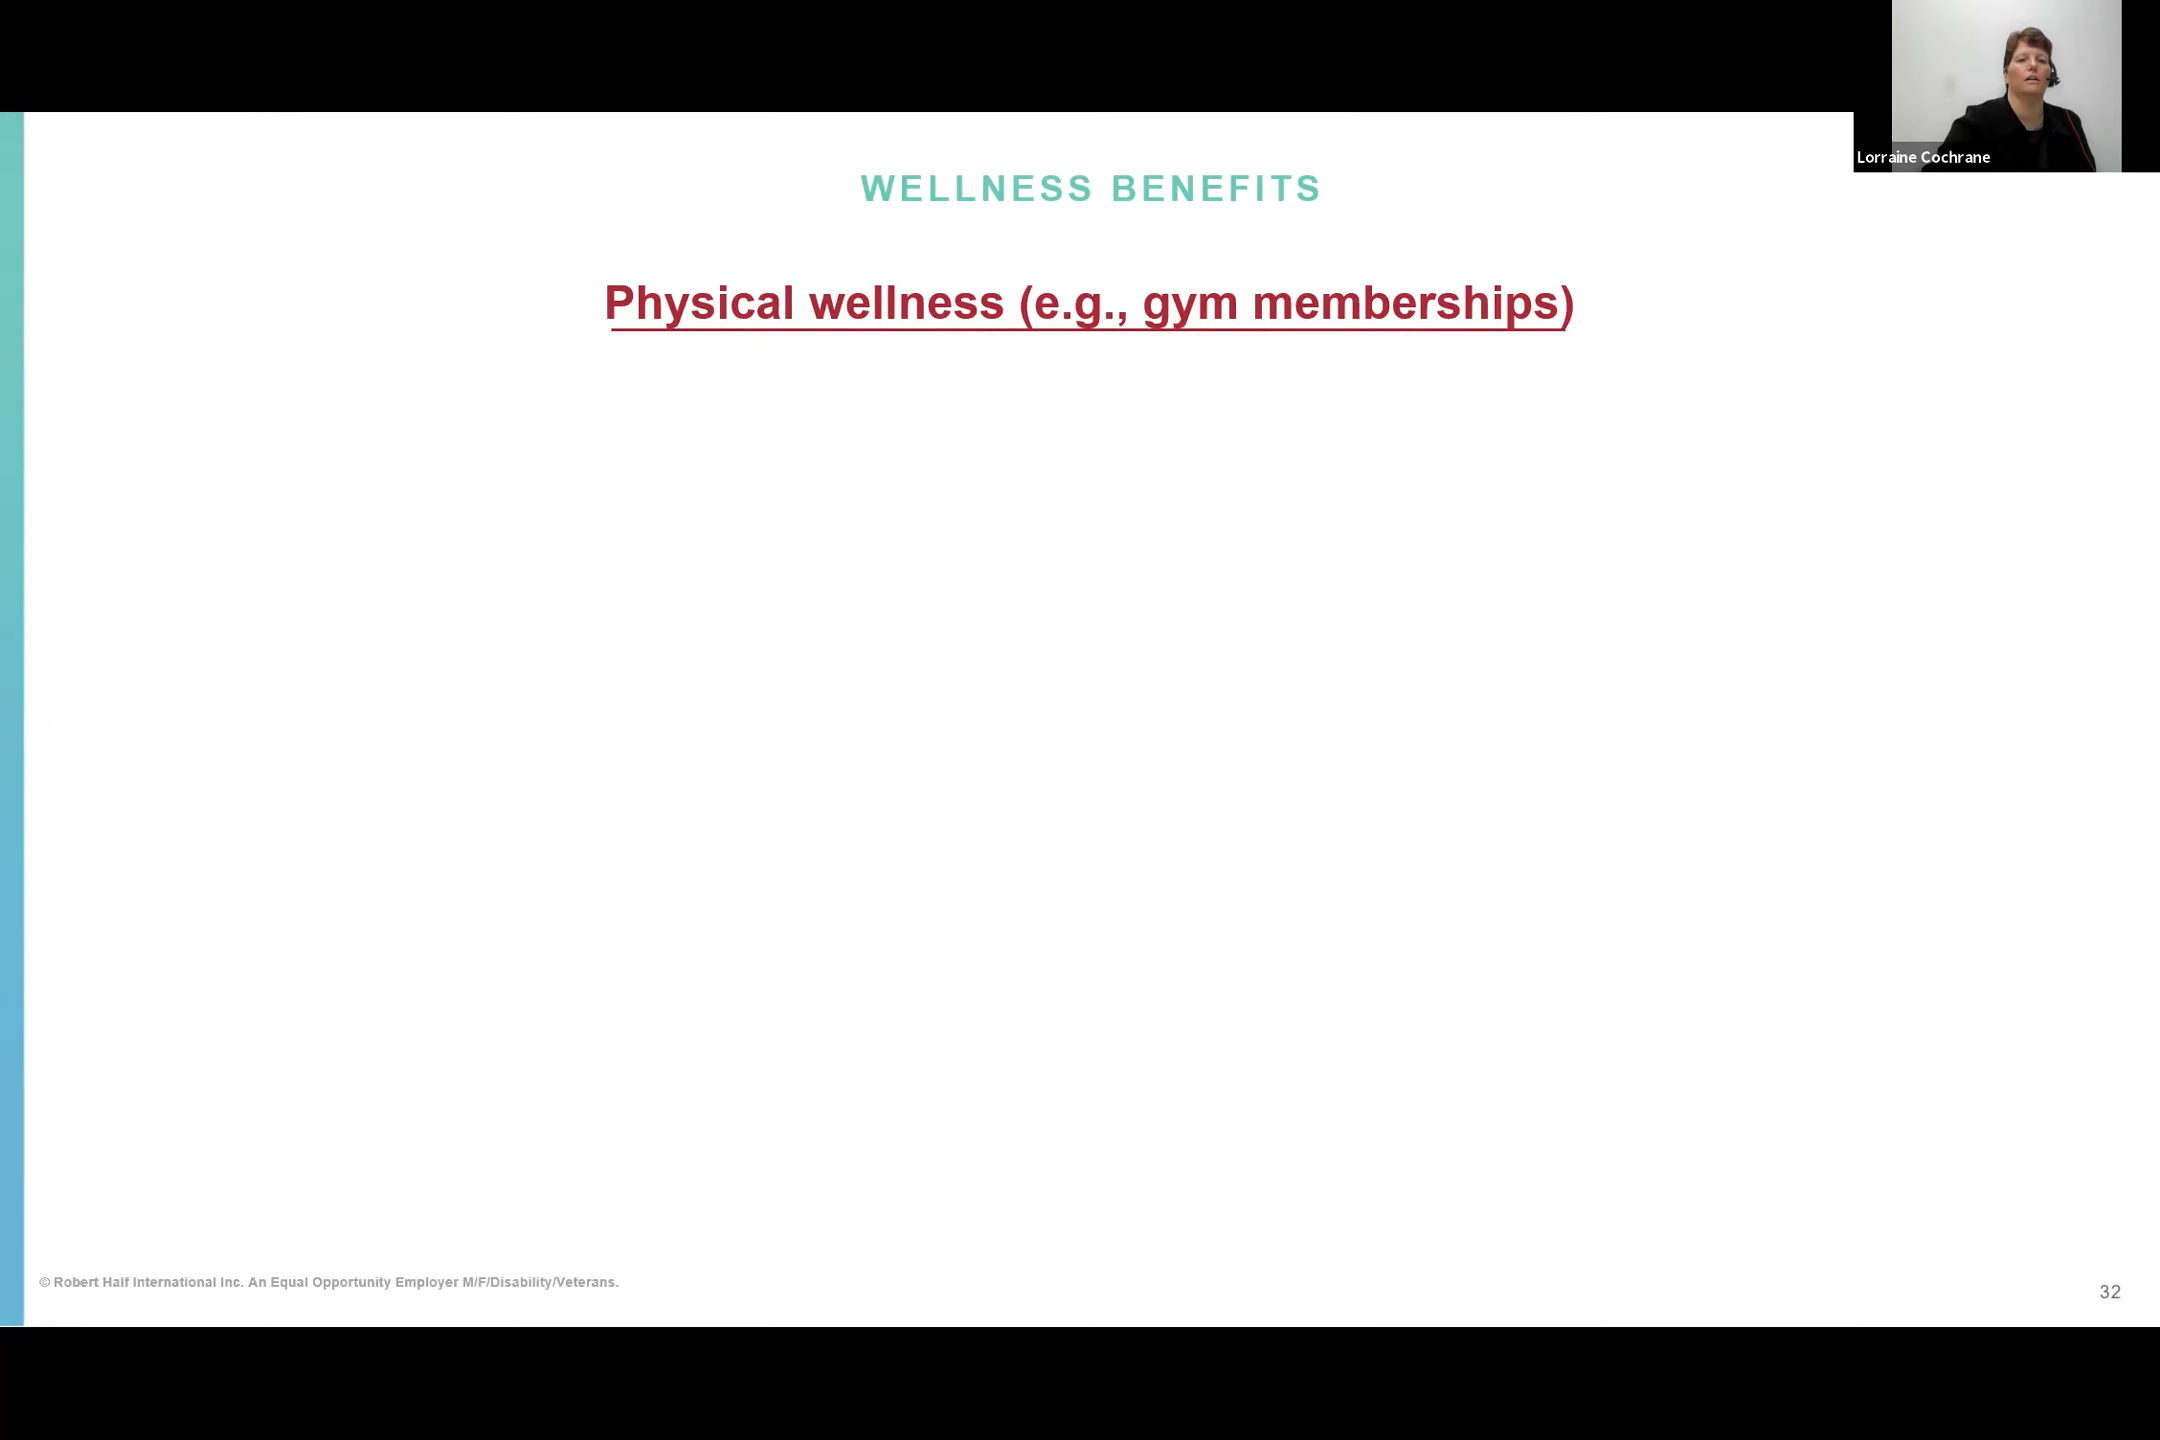 Lorraine Cochrane
WELLNESS BENEFITS
Physical wellness (e.g., gym memberships)
© Robert Half International Inc. An Equal Opportunity Employer M/F/Disability/Veterans.
32